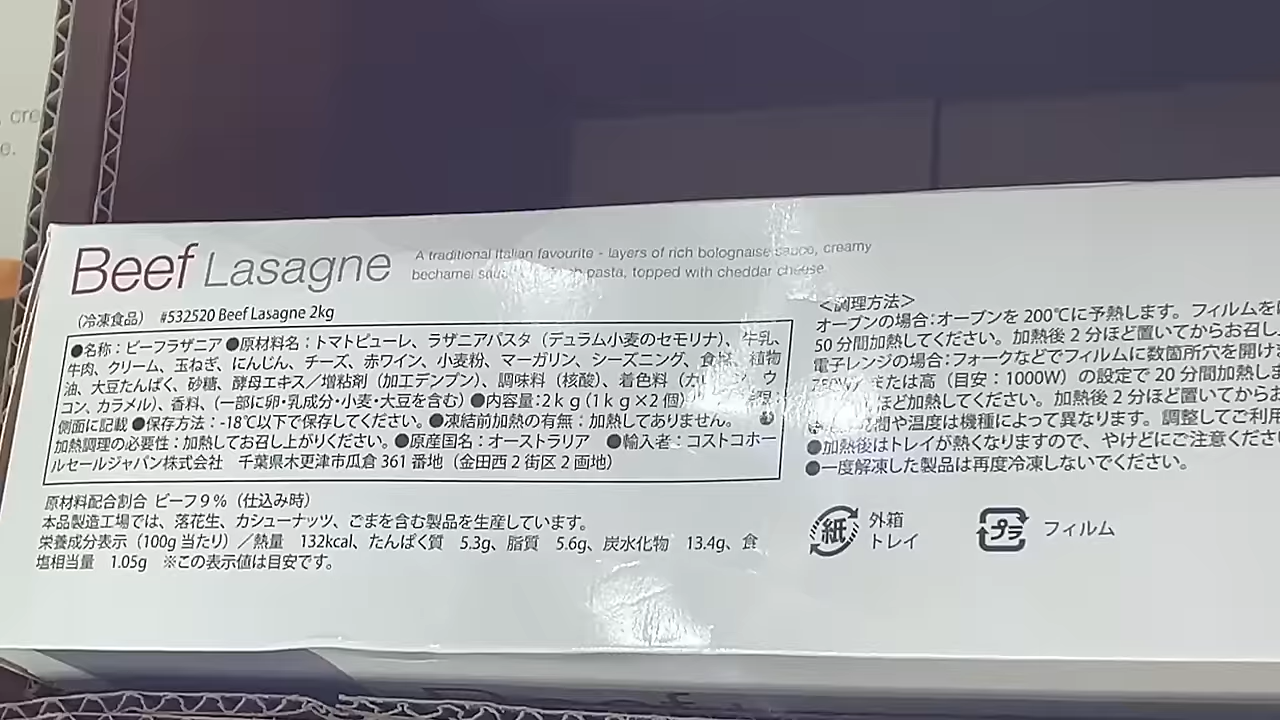 , cre
e.
Beef Lasagne
A traditional Italian favourite - layers of rich bolognaise sauce, creamy
bechamel pasta, topped with cheddar cheese
(冷凍食品) #532520 Beef Lasagne 2kg
●名称：ビーフラザニア ●原材料名：トマトピューレ、ラザニアパスタ（デュラム小麦のセモリナ）、牛乳、
牛肉、クリーム、玉ねぎ、にんじん、チーズ、赤ワイン、小麦粉、マーガリン、シーズニング、食塩、植物
油、大豆たんぱく、砂糖、酵母エキス／増粘剤（加工デンプン）、調味料（核酸）、着色料（カ ウ
コン、カラメル）、香料、（一部に卵・乳成分・小麦・大豆を含む）●内容量：2ｋｇ（1ｋｇ×2個） 限：
側面に記載 ●保存方法：-18℃以下で保存してください。●凍結前加熱の有無：加熱してありません。 ●
加熱調理の必要性：加熱してお召し上がりください。●原産国名：オーストラリア ●輸入者：コストコホー
ルセールジャパン株式会社 千葉県木更津市瓜倉 361 番地（金田西 2 街区 2 画地）
原材料配合割合 ビーフ 9％（仕込み時）
本品製造工場では、落花生、カシューナッツ、ごまを含む製品を生産しています。
栄養成分表示（100g 当たり）／熱量 132kcal、たんぱく質 5.3g、脂質 5.6g、炭水化物 13.4g、食
塩相当量 1.05g ※この表示値は目安です。
＜調理方法＞
オーブンの場合：オーブンを 200℃に予熱します。フィルムを
50 分間加熱してください。加熱後 2 分ほど置いてからお召し
電子レンジの場合：フォークなどでフィルムに数箇所穴を開け
または高（目安：1000W）の設定で 20 分間加熱しま
ほど加熱してください。加熱後 2 分ほど置いてからお
間や温度は機種によって異なります。調整してご利用
●加熱後はトレイが熱くなりますので、やけどにご注意くださ
●一度解凍した製品は再度冷凍しないでください。
紙 外箱
トレイ
プラ フィルム